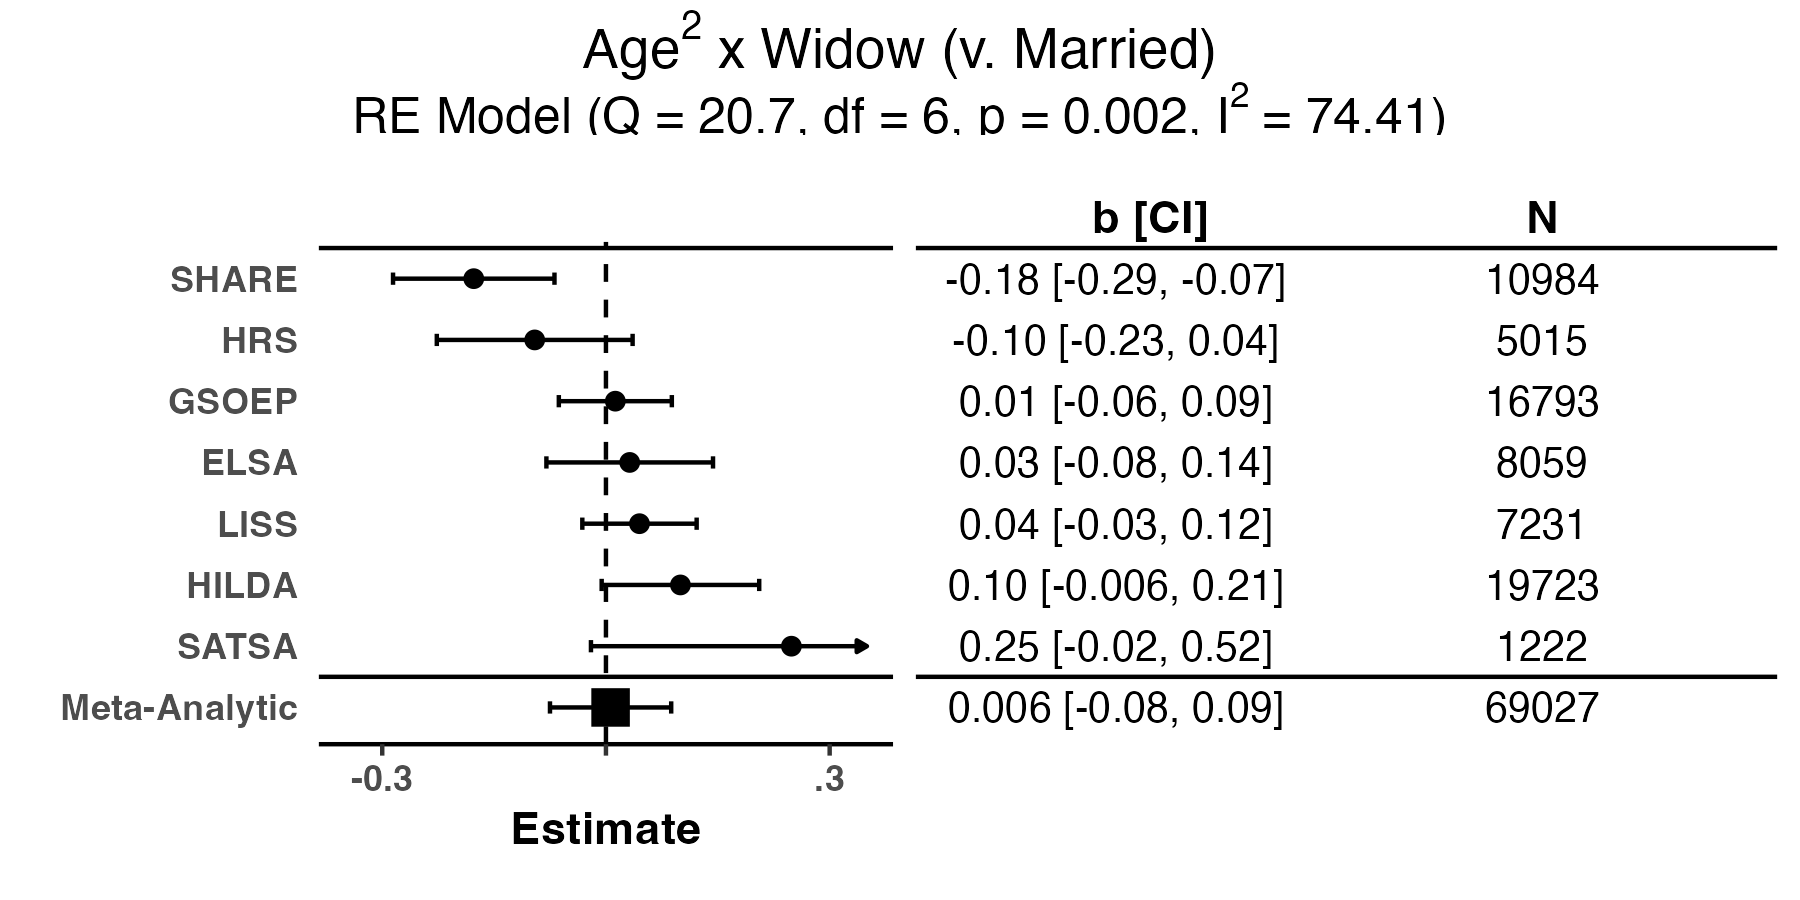 Age² x Widow (v. Married)
RE Model (Q = 20.7, df = 6, p = 0.002, I² = 74.41)
b [CI] N
SHARE -0.18 [-0.29, -0.07] 10984
HRS -0.10 [-0.23, 0.04] 5015
GSOEP 0.01 [-0.06, 0.09] 16793
ELSA 0.03 [-0.08, 0.14] 8059
LISS 0.04 [-0.03, 0.12] 7231
HILDA 0.10 [-0.006, 0.21] 19723
SATSA 0.25 [-0.02, 0.52] 1222
Meta-Analytic 0.006 [-0.08, 0.09] 69027
-0.3 .3
Estimate